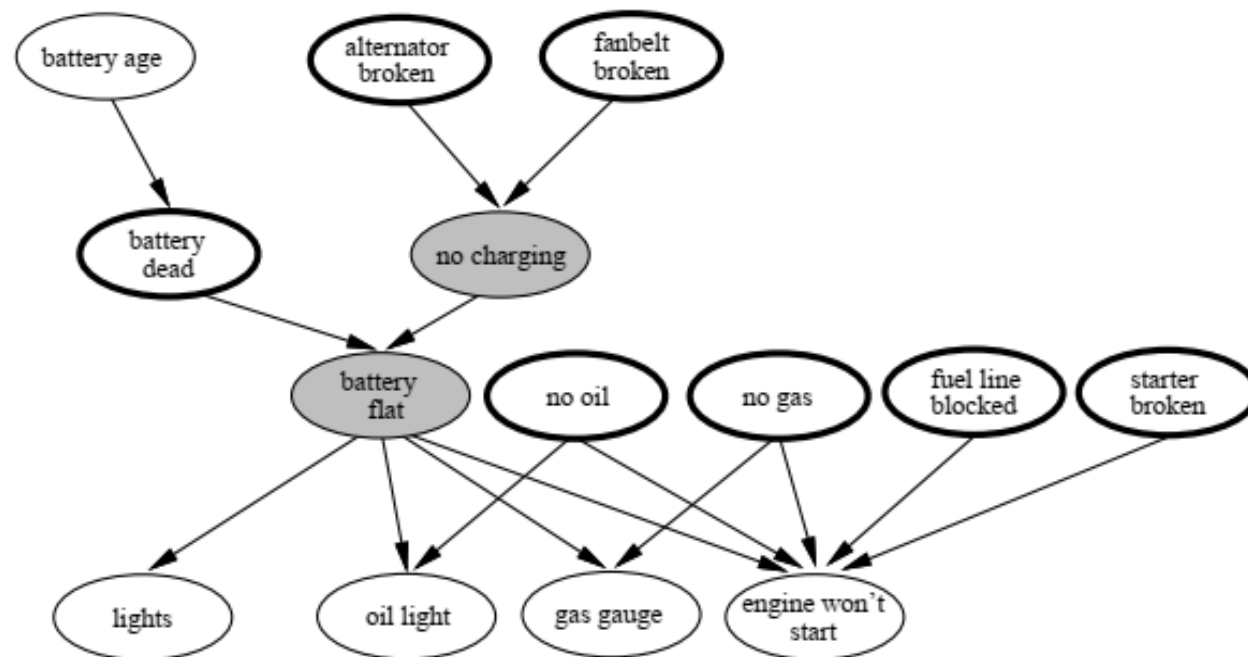 battery age
alternator
broken
fanbelt
broken
battery
dead
no charging
battery
flat
no oil
no gas
fuel line
blocked
starter
broken
lights
oil light
gas gauge
engine won't
start